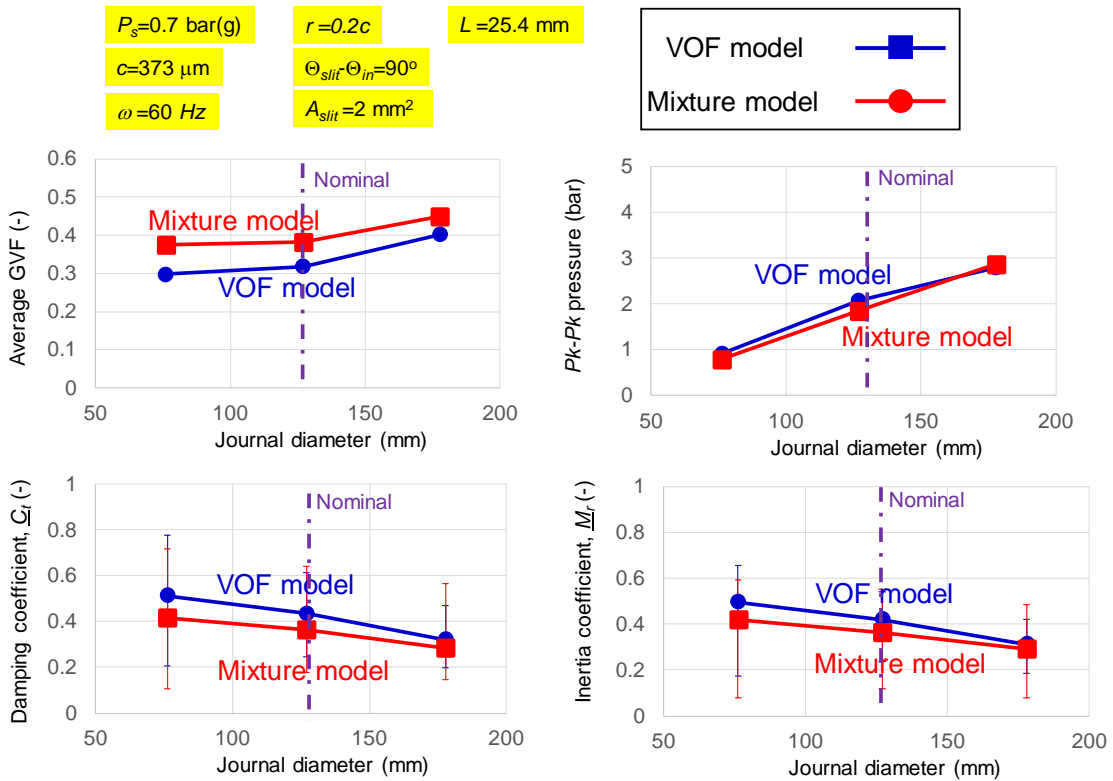 Pₛ=0.7 bar(g)
r=0.2c
L =25.4 mm
c=373 μm
Θslit-Θin=90º
ω =60 Hz
Aslit =2 mm²
VOF model
Mixture model
Average GVF (-)
0.6
0.5
0.4
0.3
0.2
0.1
0
Nominal
Mixture model
VOF model
50
100
150
200
Journal diameter (mm)
Pk-Pk pressure (bar)
5
4
3
2
1
0
Nominal
VOF model
Mixture model
50
100
150
200
Journal diameter (mm)
Damping coefficient, Ct (-)
1
0.8
0.6
0.4
0.2
0
Nominal
VOF model
Mixture model
50
100
150
200
Journal diameter (mm)
Inertia coefficient, Mr (-)
1
0.8
0.6
0.4
0.2
0
Nominal
VOF model
Mixture model
50
100
150
200
Journal diameter (mm)